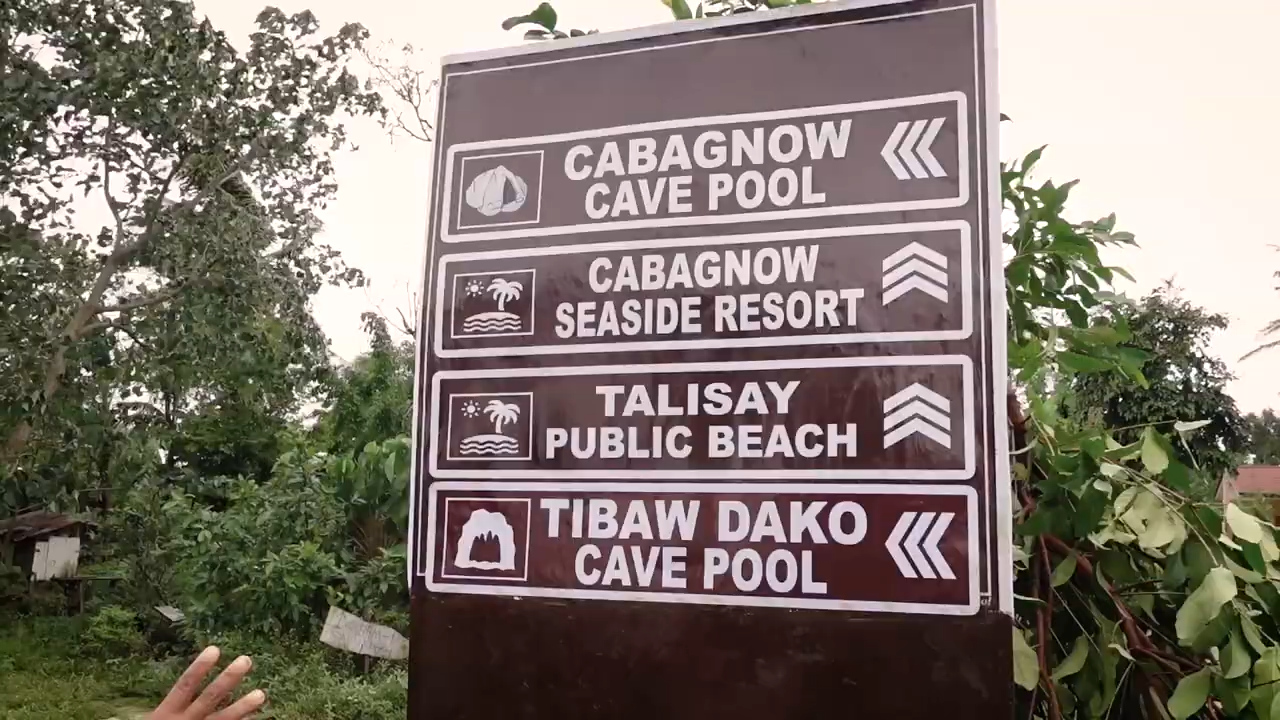 CABAGNOW
CAVE POOL
CABAGNOW
SEASIDE RESORT
TALISAY
PUBLIC BEACH
TIBAW DAKO
CAVE POOL